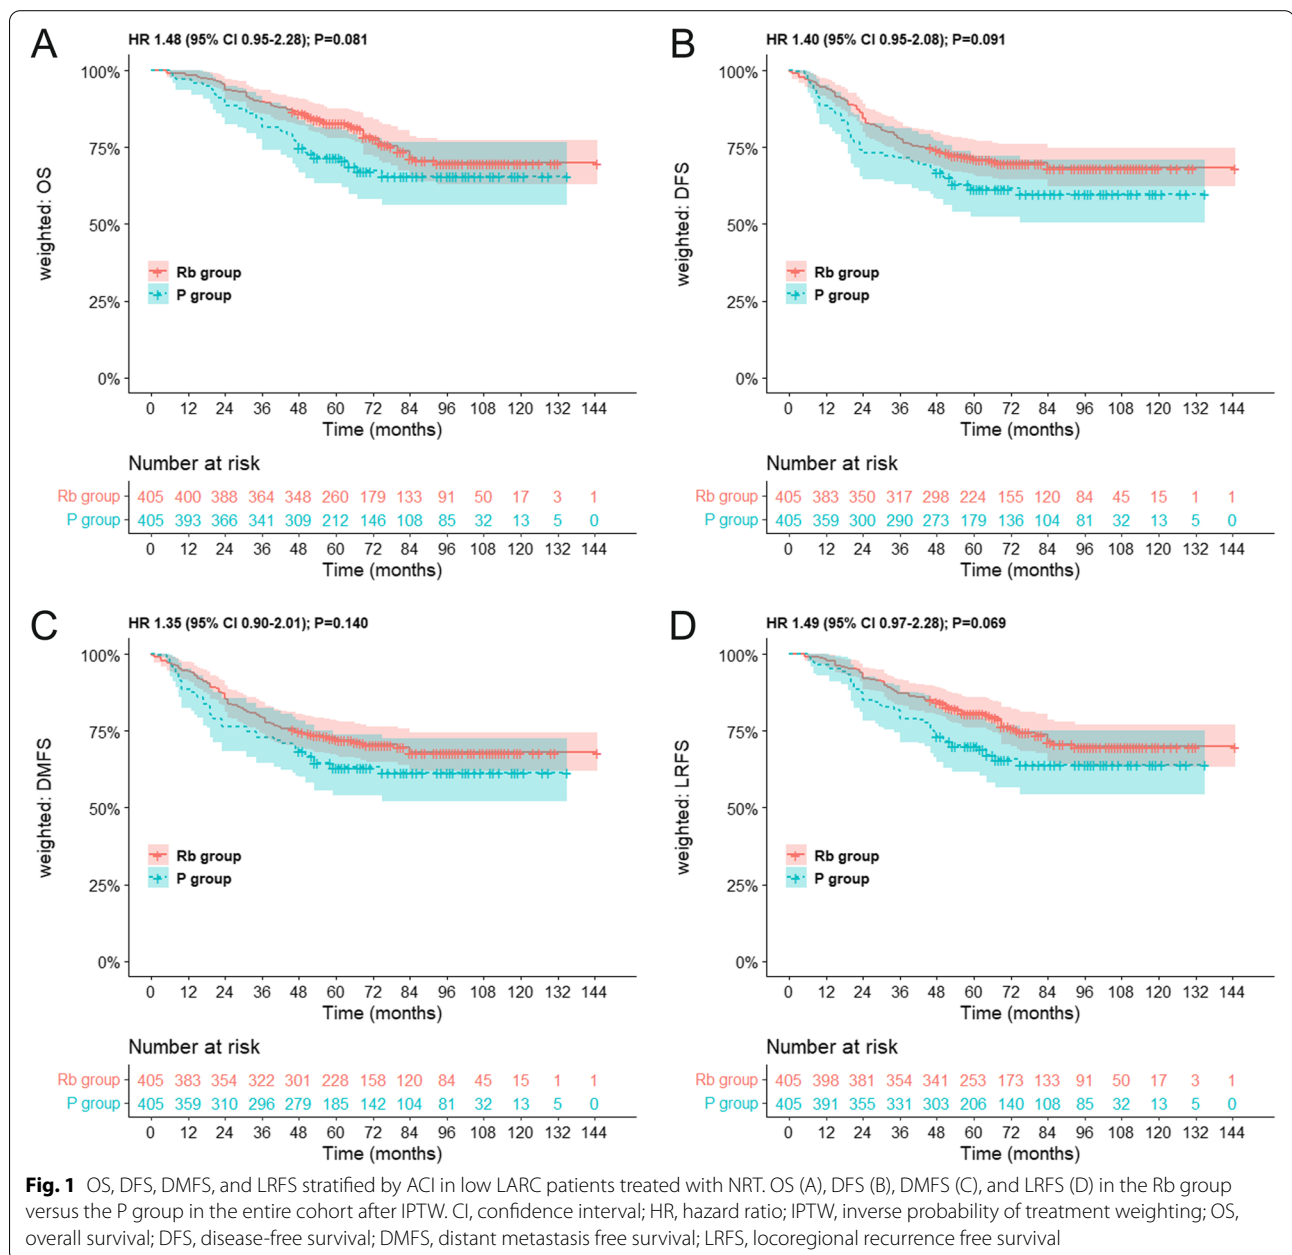 A
HR 1.48 (95% CI 0.95-2.28); P=0.081
weighted: OS
100%
75%
50%
25%
0%
Rb group
P group
0 12 24 36 48 60 72 84 96 108 120 132 144
Time (months)
Number at risk
Rb group 405 400 388 364 348 260 179 133 91 50 17 3 1
P group 405 393 366 341 309 212 146 108 85 32 13 5 0
0 12 24 36 48 60 72 84 96 108 120 132 144
Time (months)
B
HR 1.40 (95% CI 0.95-2.08); P=0.091
weighted: DFS
100%
75%
50%
25%
0%
Rb group
P group
0 12 24 36 48 60 72 84 96 108 120 132 144
Time (months)
Number at risk
Rb group 405 383 350 317 298 224 155 120 84 45 15 1 1
P group 405 359 300 290 273 179 136 104 81 32 13 5 0
0 12 24 36 48 60 72 84 96 108 120 132 144
Time (months)
C
HR 1.35 (95% CI 0.90-2.01); P=0.140
weighted: DMFS
100%
75%
50%
25%
0%
Rb group
P group
0 12 24 36 48 60 72 84 96 108 120 132 144
Time (months)
Number at risk
Rb group 405 383 354 322 301 228 158 120 84 45 15 1 1
P group 405 359 310 296 279 185 142 104 81 32 13 5 0
0 12 24 36 48 60 72 84 96 108 120 132 144
Time (months)
D
HR 1.49 (95% CI 0.97-2.28); P=0.069
weighted: LRFS
100%
75%
50%
25%
0%
Rb group
P group
0 12 24 36 48 60 72 84 96 108 120 132 144
Time (months)
Number at risk
Rb group 405 398 381 354 341 253 173 133 91 50 17 3 1
P group 405 391 355 331 303 206 140 108 85 32 13 5 0
0 12 24 36 48 60 72 84 96 108 120 132 144
Time (months)
Fig. 1 OS, DFS, DMFS, and LRFS stratified by ACI in low LARC patients treated with NRT. OS (A), DFS (B), DMFS (C), and LRFS (D) in the Rb group
versus the P group in the entire cohort after IPTW. CI, confidence interval; HR, hazard ratio; IPTW, inverse probability of treatment weighting; OS,
overall survival; DFS, disease-free survival; DMFS, distant metastasis free survival; LRFS, locoregional recurrence free survival